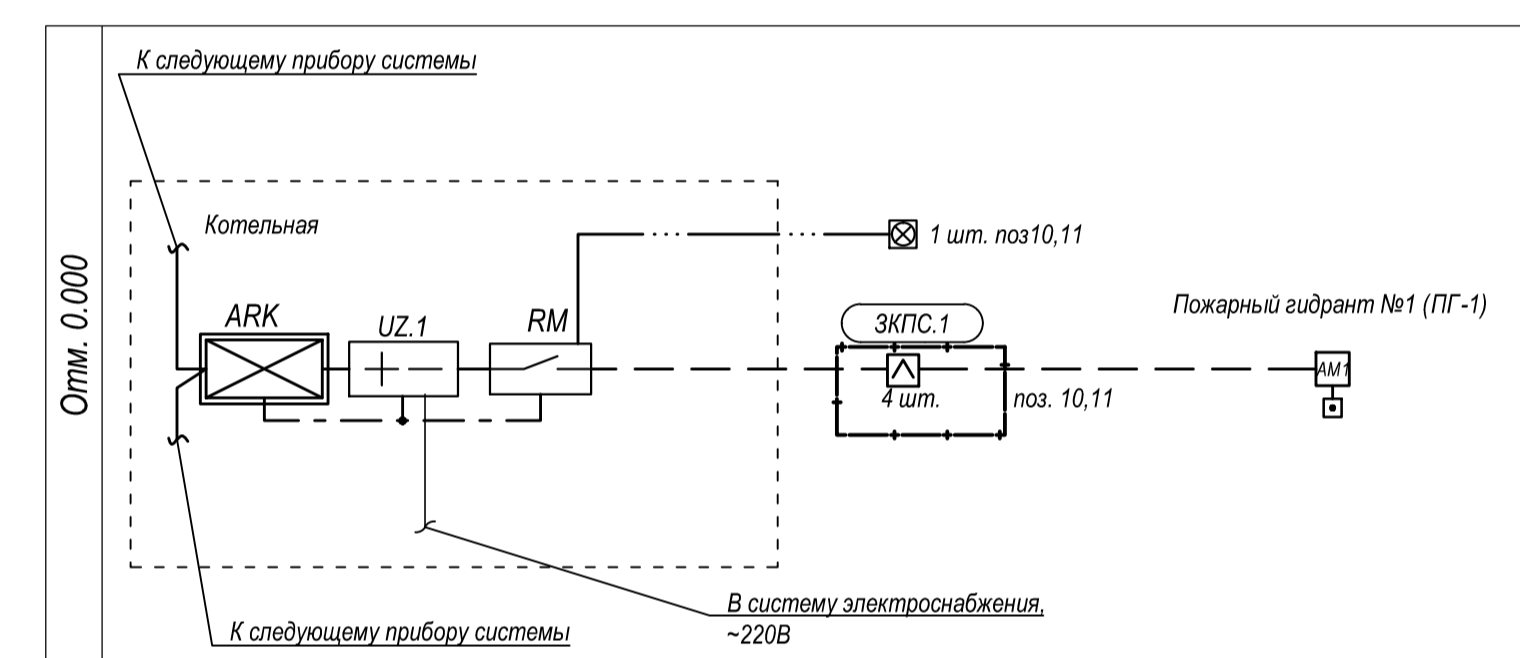 К следующему прибору системы
Отм. 0.000
Котельная
1 шт. поз10,11
Пожарный гидрант №1 (ПГ-1)
ARK
UZ.1
RM
ЗКПС.1
AM1
4 шт.
поз. 10,11
В систему электроснабжения,
~220В
К следующему прибору системы